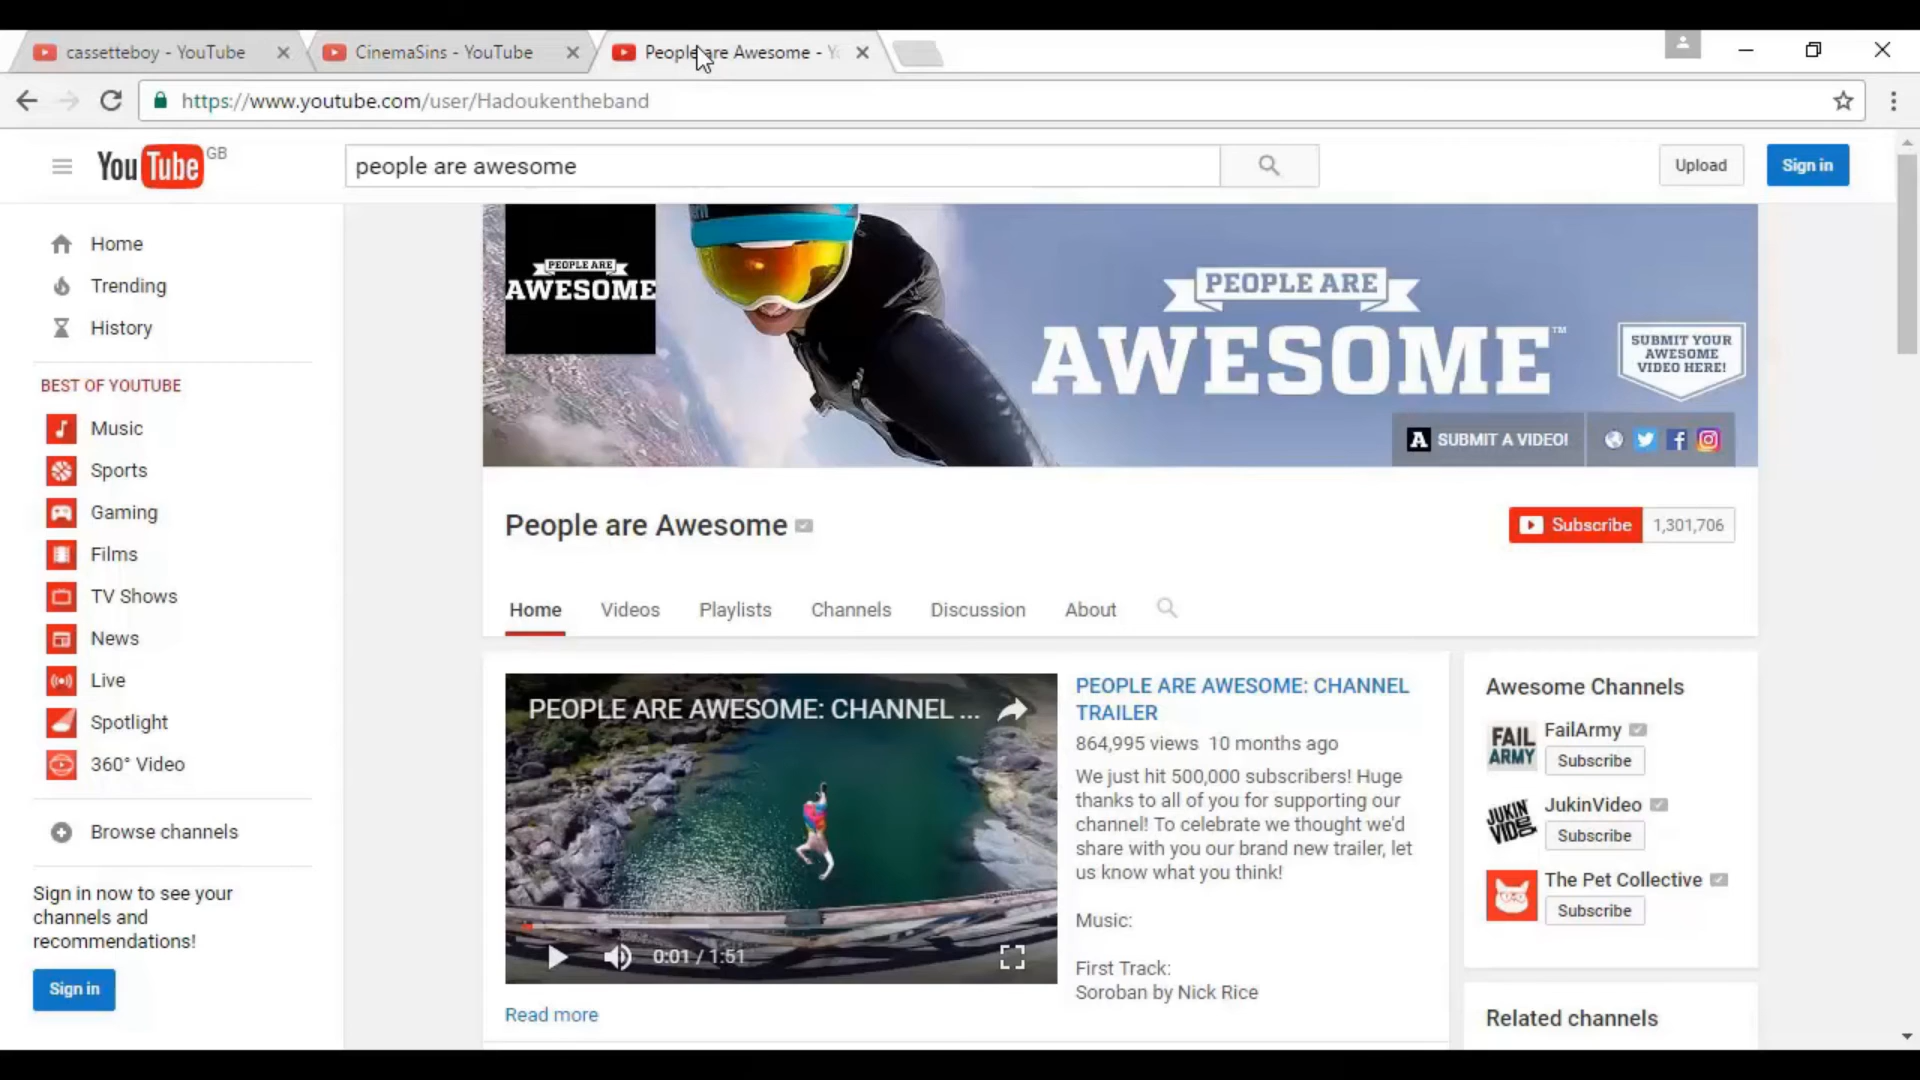 cassetteboy - YouTube
CinemaSins - YouTube
People are Awesome - Y
https://www.youtube.com/user/Hadoukentheband
YouTube GB
people are awesome
Upload
Sign in
Home
Trending
History
BEST OF YOUTUBE
Music
Sports
Gaming
Films
TV Shows
News
Live
Spotlight
360° Video
Browse channels
Sign in now to see your
channels and
recommendations!
Sign in
PEOPLE ARE
AWESOME
PEOPLE ARE
AWESOME™
SUBMIT YOUR
AWESOME
VIDEO HERE!
A SUBMIT A VIDEO!
People are Awesome
Subscribe 1,301,706
Home Videos Playlists Channels Discussion About
PEOPLE ARE AWESOME: CHANNEL ...
0:01 / 1:51
Read more
PEOPLE ARE AWESOME: CHANNEL
TRAILER
864,995 views 10 months ago
We just hit 500,000 subscribers! Huge
thanks to all of you for supporting our
channel! To celebrate we thought we'd
share with you our brand new trailer, let
us know what you think!
Music:
First Track:
Soroban by Nick Rice
Awesome Channels
FAIL
ARMY
FailArmy
Subscribe
JUKIN
VIDEO
JukinVideo
Subscribe
The Pet Collective
Subscribe
Related channels